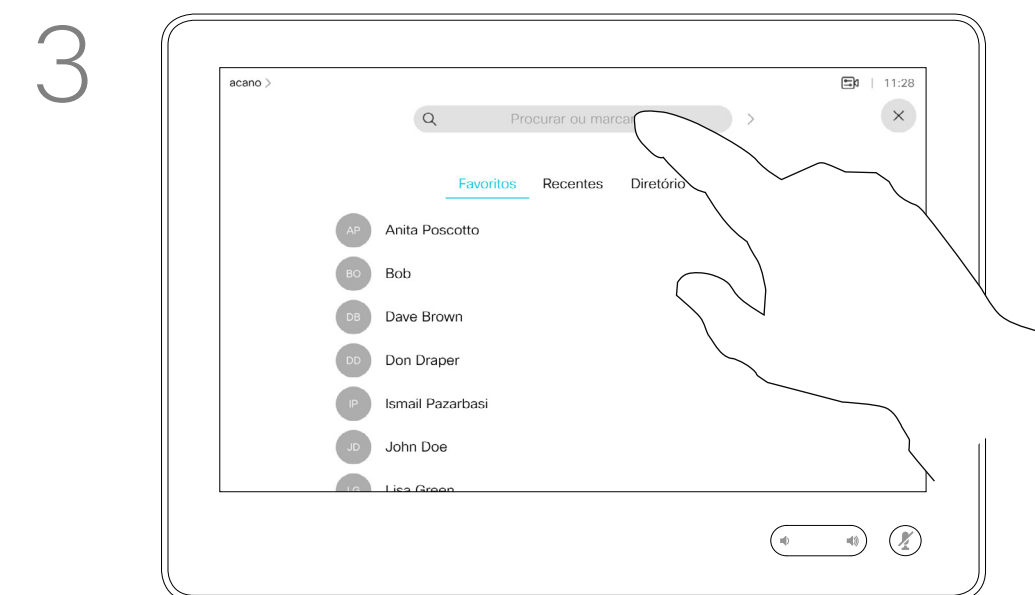 3
acano >
11:28
Procurar ou marcar
Favoritos Recentes Diretório
AP Anita Poscotto
BO Bob
DB Dave Brown
DD Don Draper
IP Ismail Pazarbasi
JD John Doe
LG Lisa Green